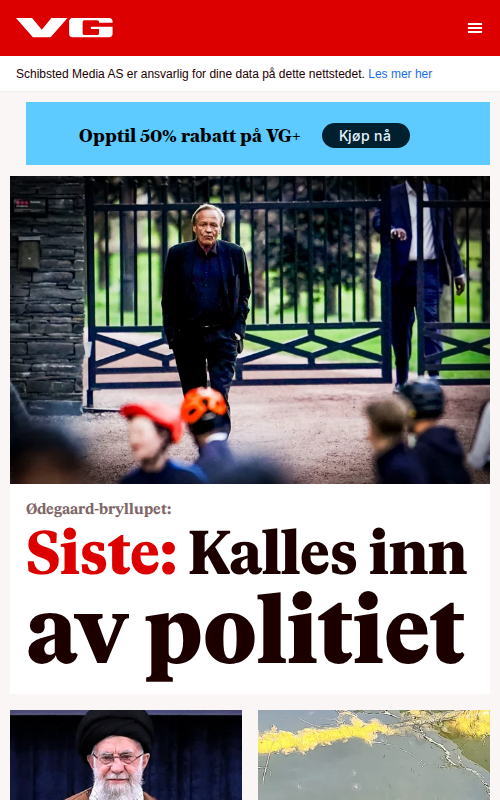 VG
Schibsted Media AS er ansvarlig for dine data på dette nettstedet. Les mer her
Opptil 50% rabatt på VG+
Kjøp nå
Ødegaard-bryllupet:
Siste: Kalles inn
av politiet